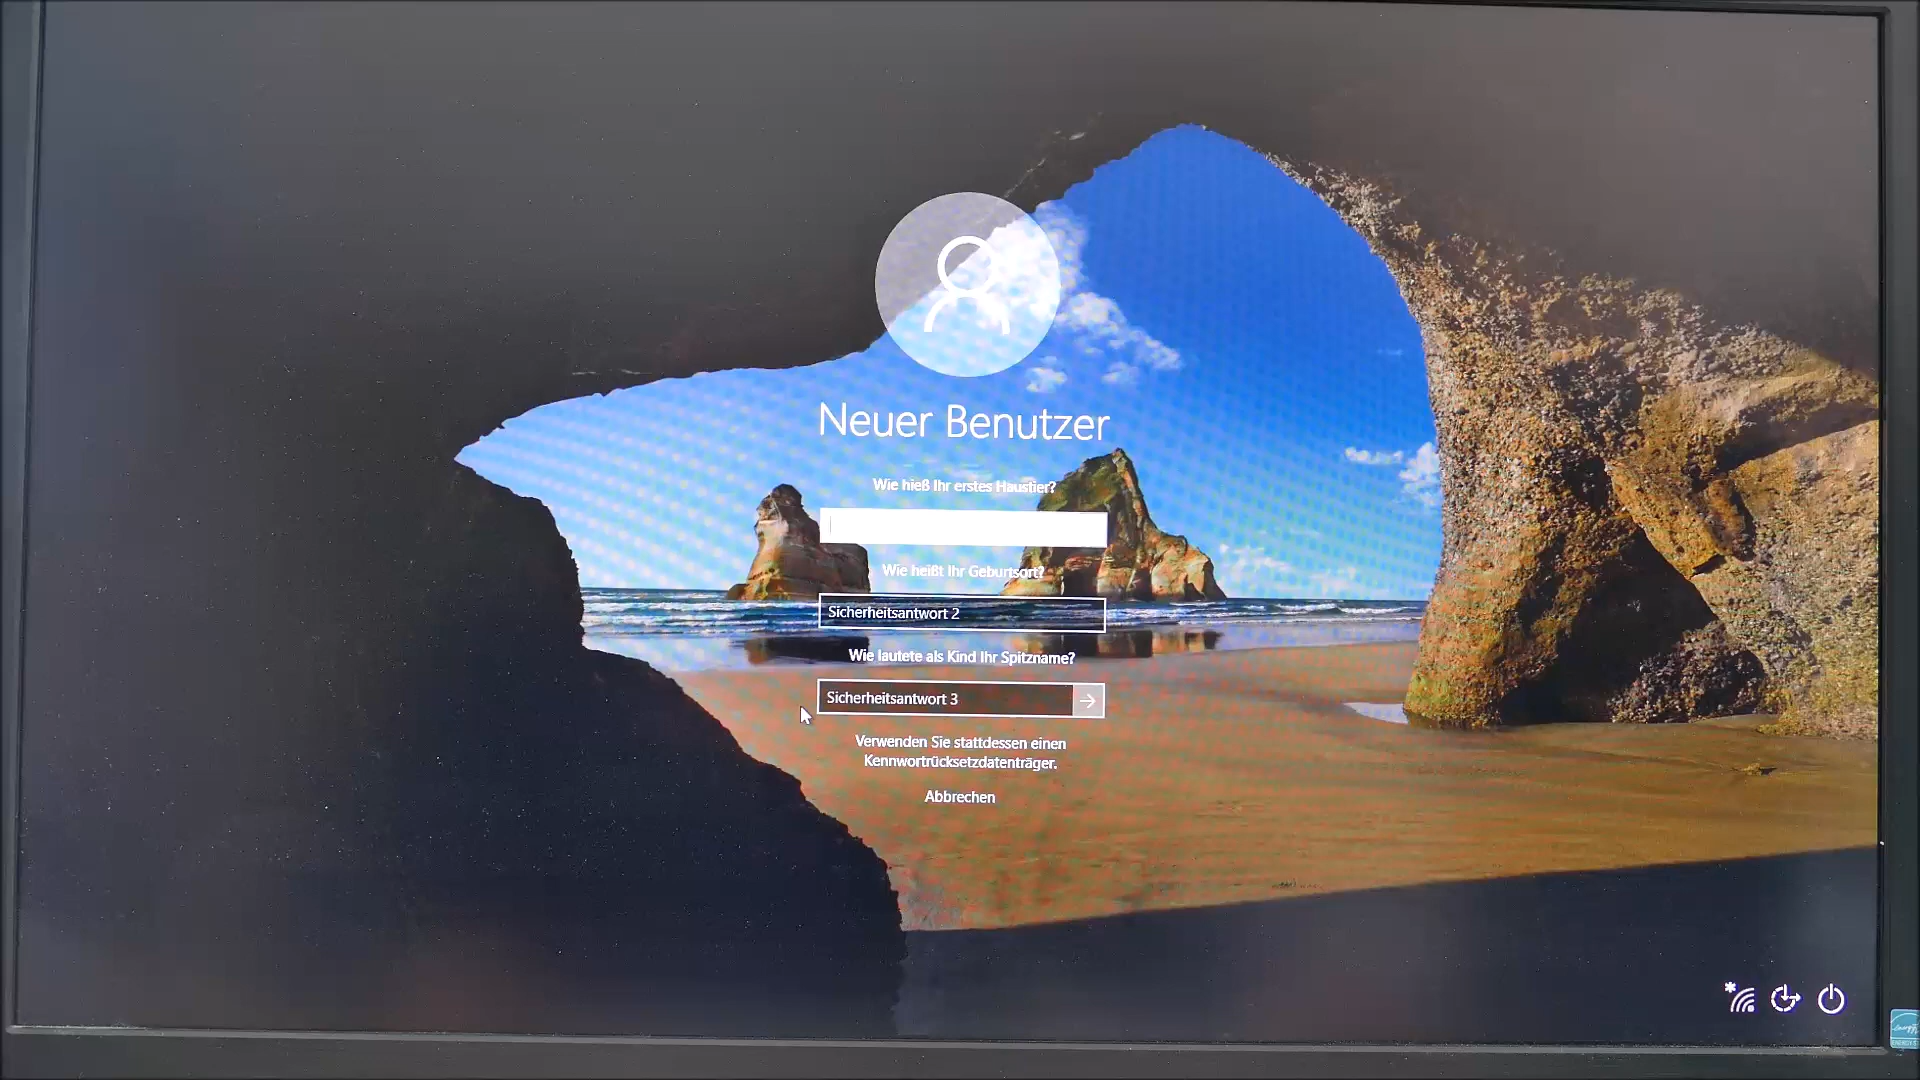 Neuer Benutzer
Wie hieß Ihr erstes Haustier?
Wie heißt Ihr Geburtsort?
Sicherheitsantwort 2
Wie lautete als Kind Ihr Spitzname?
Sicherheitsantwort 3
Verwenden Sie stattdessen einen
Kennwortrücksetzdatenträger.
Abbrechen
energy